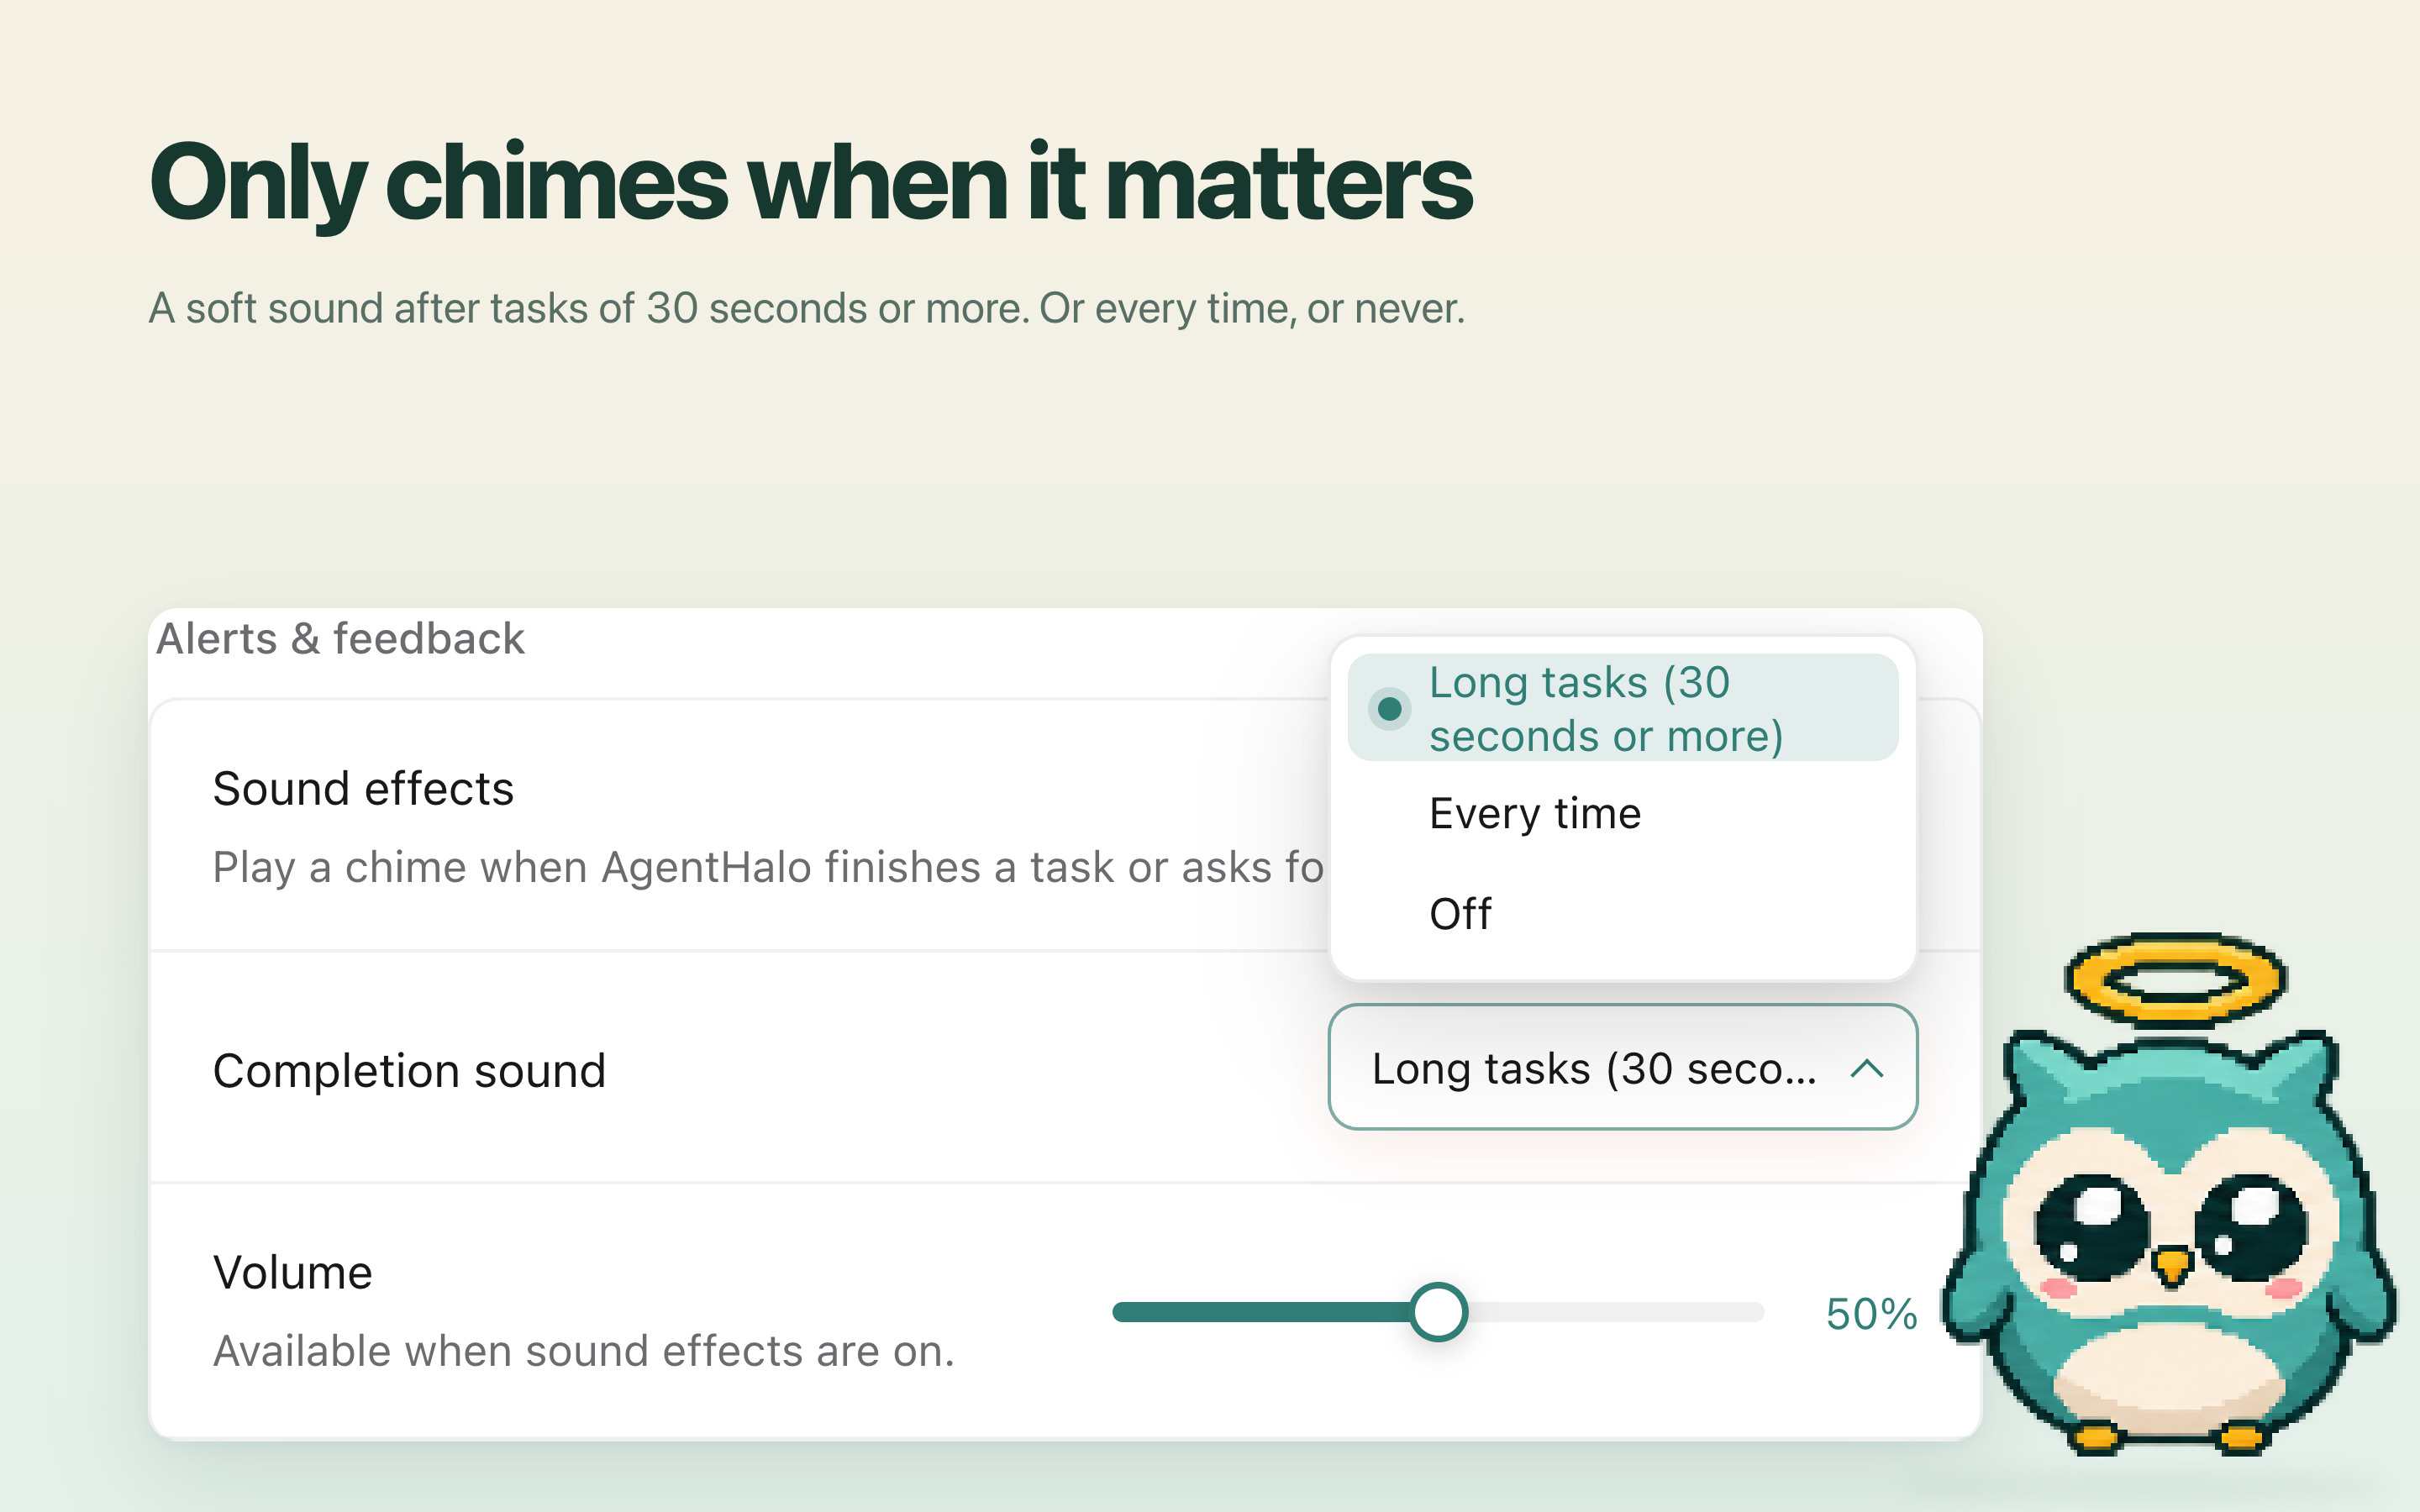 Only chimes when it matters
A soft sound after tasks of 30 seconds or more. Or every time, or never.
Alerts & feedback
Long tasks (30
seconds or more)
Every time
Off
Sound effects
Play a chime when AgentHalo finishes a task or asks fo
Completion sound
Long tasks (30 seco...
Volume
Available when sound effects are on.
50%